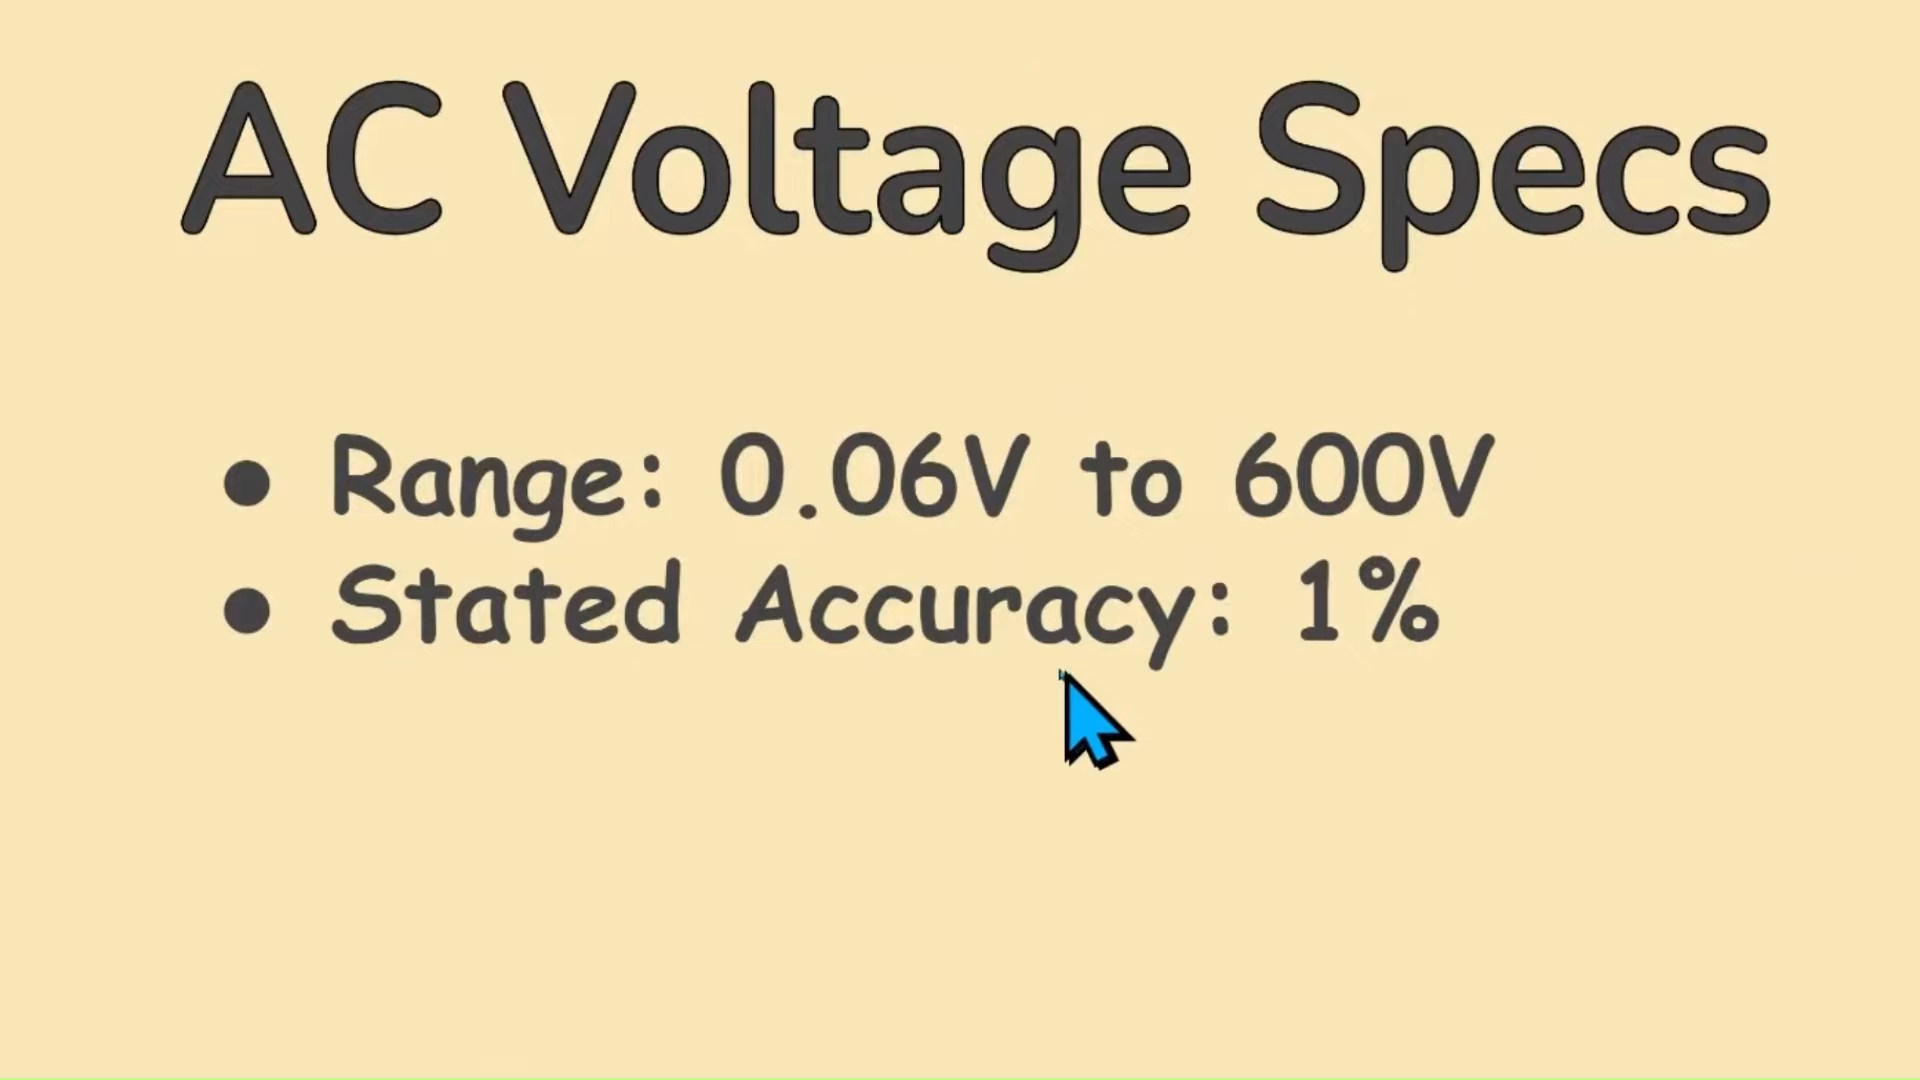 AC Voltage Specs
• Range: 0.06V to 600V
• Stated Accuracy: 1%